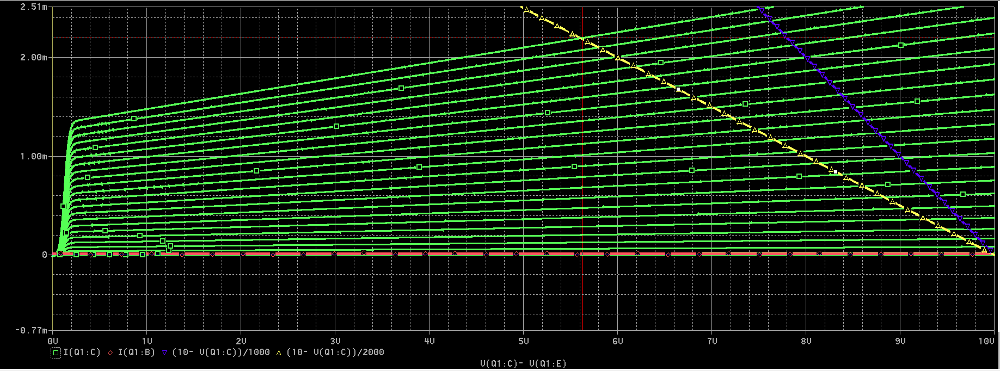 2.51m
2.00m
1.00m
0
-0.77m
0V 1V 2V 3V 4V 5V 6V 7V 8V 9V 10V
I(Q1:C) I(Q1:B) (10- V(Q1:C))/1000 (10- V(Q1:C))/2000
V(Q1:C)- V(Q1:E)